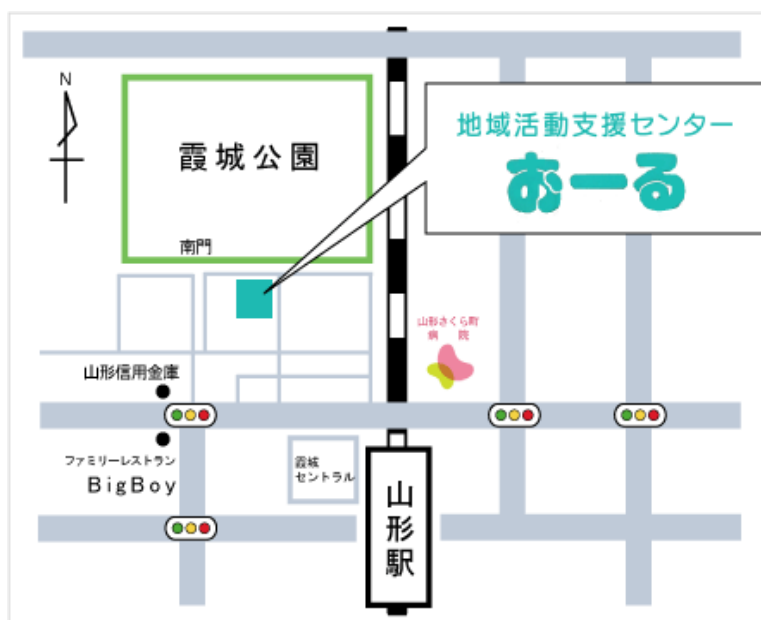 N
霞城公園
南門
地域活動支援センター
おーる
山形さくら町
病院
山形信用金庫
ファミリーレストラン
BigBoy
霞城
セントラル
山形駅